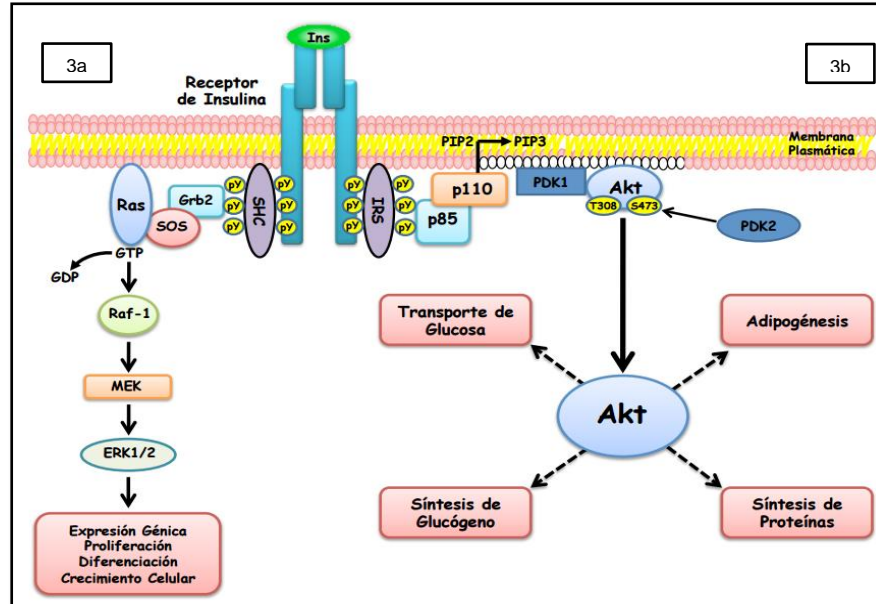 3a
Ins
3b
Receptor
de Insulina
PIP2
PIP3
Membrana
Plasmática
Ras
SOS
Grb2
pY
pY
pY
SHC
pY
pY
pY
pY
pY
pY
IRS
pY
pY
pY
p85
p110
PDK1
Akt
T308
S473
PDK2
GTP
GDP
Raf-1
MEK
ERK1/2
Expresión Génica
Proliferación
Diferenciación
Crecimiento Celular
Transporte de
Glucosa
Adipogénesis
Akt
Síntesis de
Glucógeno
Síntesis de
Proteínas